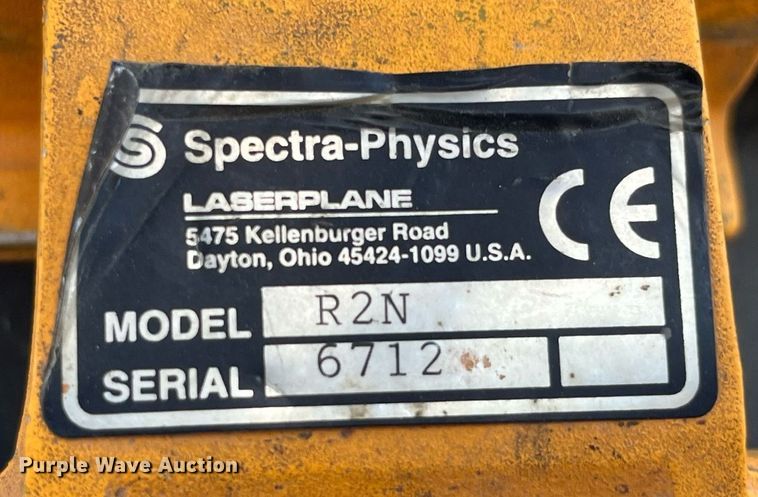 Spectra-Physics
LASERPLANE
5475 Kellenburger Road
Dayton, Ohio 45424-1099 U.S.A.
CE
MODEL R2N
SERIAL 6712
Purple Wave Auction